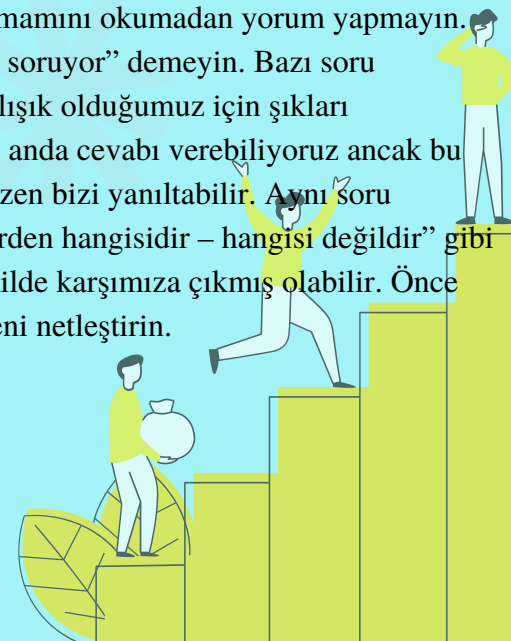 mamını okumadan yorum yapmayın.
soruyor” demeyin. Bazı soru
lışık olduğumuz için şıkları
anda cevabı verebiliyoruz ancak bu
zen bizi yanıltabilir. Aynı soru
rden hangisidir – hangisi değildir” gibi
ilde karşımıza çıkmış olabilir. Önce
eni netleştirin.